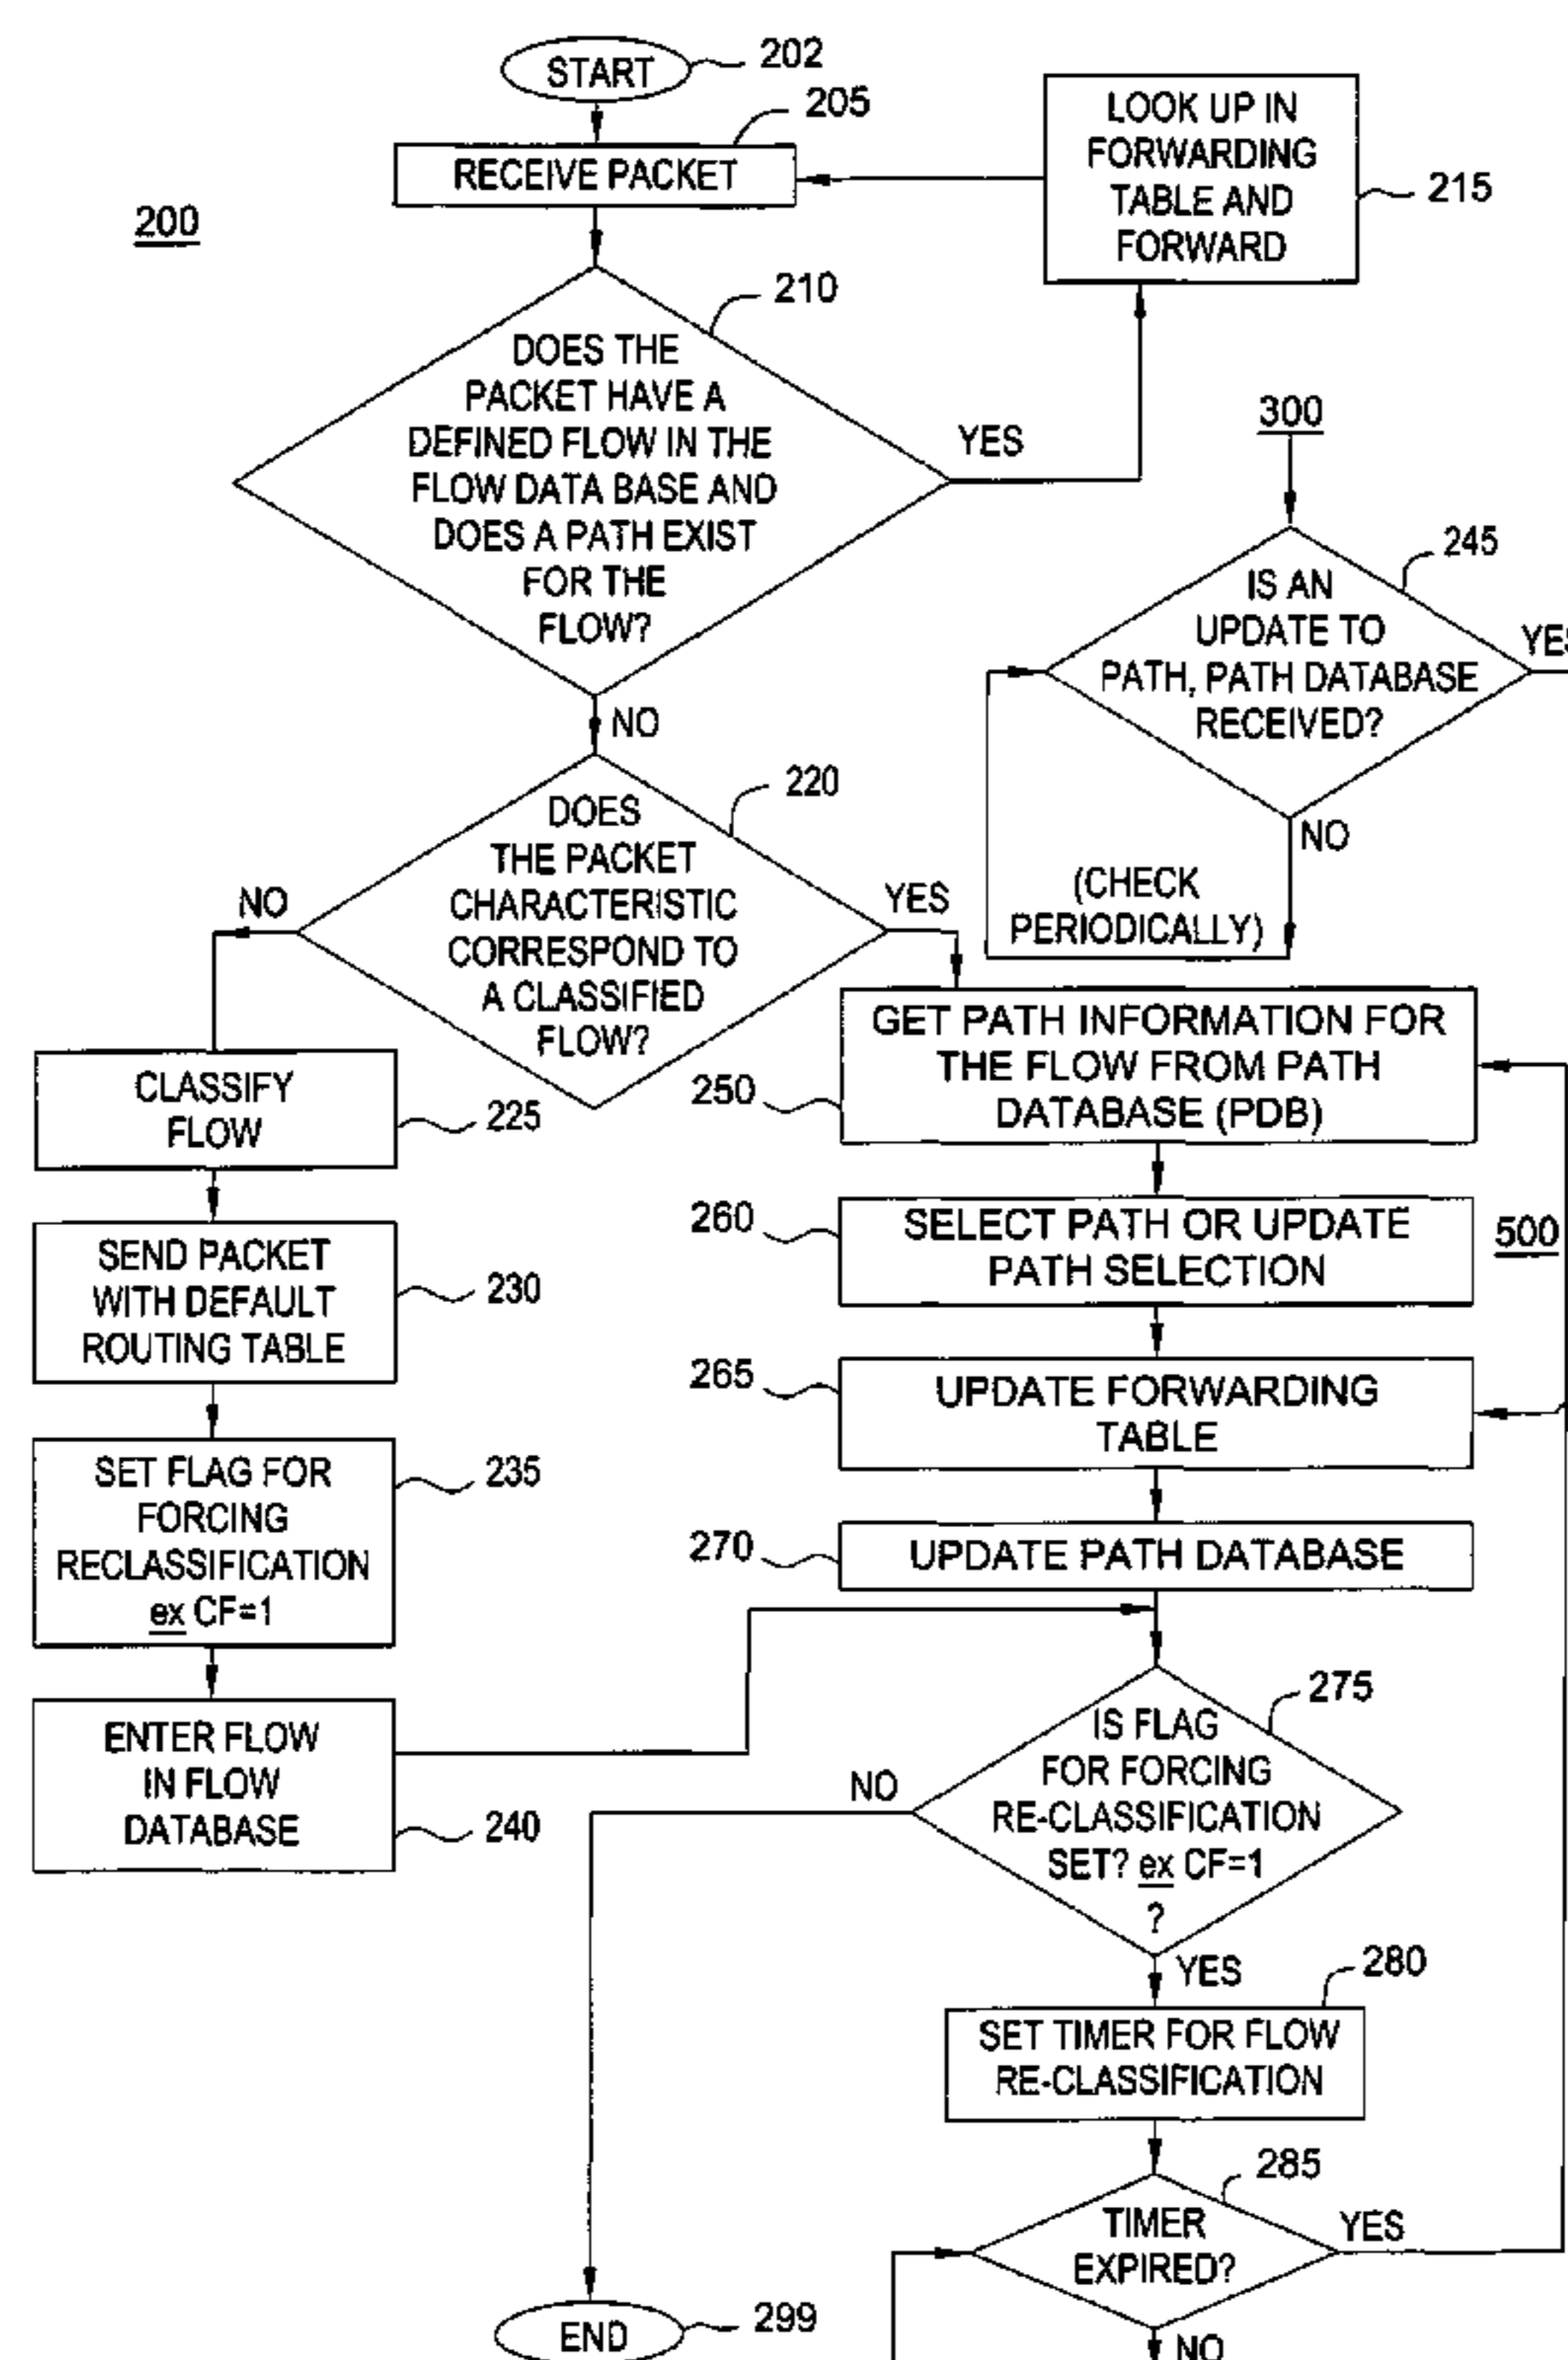 START
202
205
RECEIVE PACKET
LOOK UP IN
FORWARDING
TABLE AND
FORWARD
215
200
210
DOES THE
PACKET HAVE A
DEFINED FLOW IN THE
FLOW DATA BASE AND
DOES A PATH EXIST
FOR THE
FLOW?
YES
NO
300
245
IS AN
UPDATE TO
PATH, PATH DATABASE
RECEIVED?
YES
NO
(CHECK
PERIODICALLY)
220
DOES
THE PACKET
CHARACTERISTIC
CORRESPOND TO
A CLASSIFIED
FLOW?
NO
YES
CLASSIFY
FLOW
225
SEND PACKET
WITH DEFAULT
ROUTING TABLE
230
SET FLAG FOR
FORCING
RECLASSIFICATION
ex CF=1
235
ENTER FLOW
IN FLOW
DATABASE
240
GET PATH INFORMATION FOR
THE FLOW FROM PATH
DATABASE (PDB)
250
260
SELECT PATH OR UPDATE
PATH SELECTION
500
265
UPDATE FORWARDING
TABLE
270
UPDATE PATH DATABASE
275
IS FLAG
FOR FORCING
RE-CLASSIFICATION
SET? ex CF=1
?
NO
YES
280
SET TIMER FOR FLOW
RE-CLASSIFICATION
285
TIMER
EXPIRED?
YES
NO
END
299